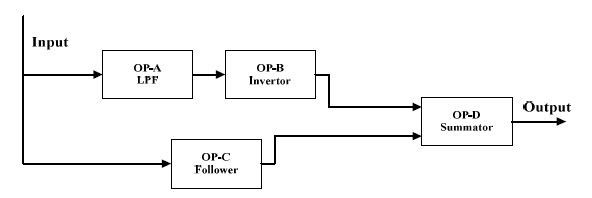 Input
OP-A
LPF
OP-B
Invertor
OP-C
Follower
OP-D
Summator
Output